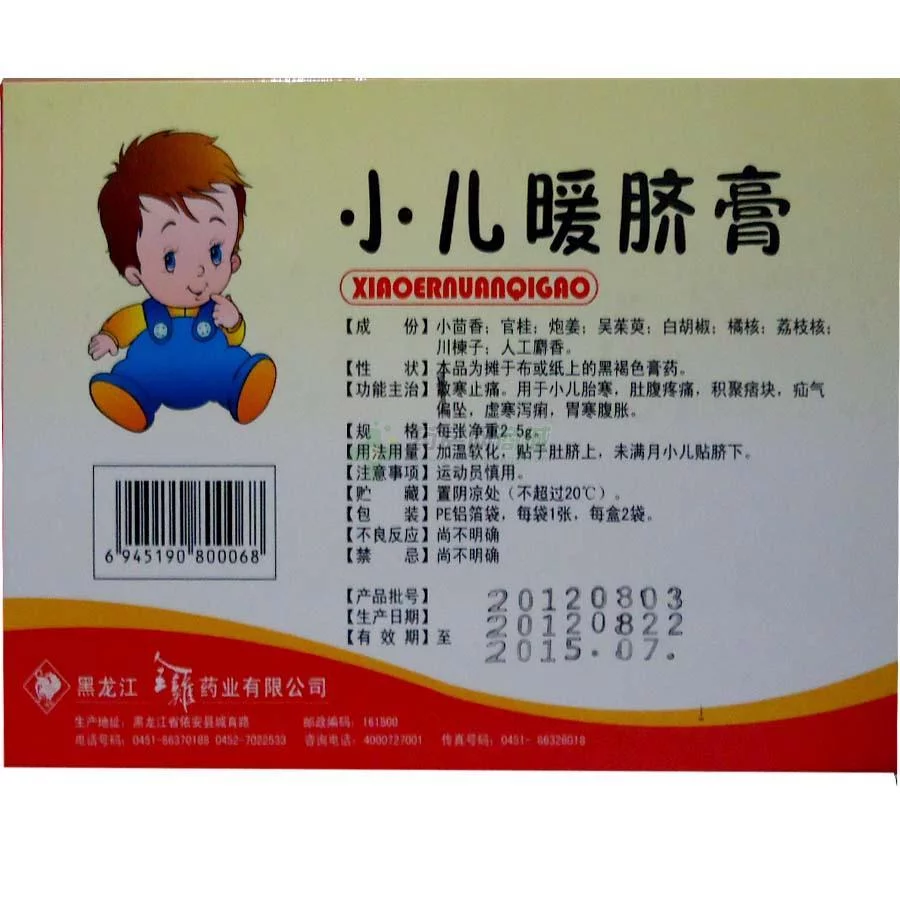 小儿暖脐膏
XIAOERNUANQIGAO
【成 份】小茴香；官桂；炮姜；吴茱萸；白胡椒；橘核；荔枝核；
川楝子；人工麝香。
【性 状】本品为摊于布或纸上的黑褐色膏药。
【功能主治】散寒止痛。用于小儿胎寒，肚腹疼痛，积聚痞块，疝气
偏坠，虚寒泻痢，胃寒腹胀。
【规 格】每张净重2.5g。
【用法用量】加温软化，贴于肚脐上，未满月小儿贴脐下。
【注意事项】运动员慎用。
【贮 藏】置阴凉处（不超过20℃）。
【包 装】PE铝箔袋，每袋1张，每盒2袋。
【不良反应】尚不明确
【禁 忌】尚不明确
6 945190 800068
【产品批号】 20120803
【生产日期】 20120822
【有 效 期】至 2015.07.
黑龙江金鸡药业有限公司
生产地址：黑龙江省依安县城育路 邮政编码：161500
电话号码：0451-86370188 0452-7022533 咨询电话：4000727001 传真号码：0451- 86326018